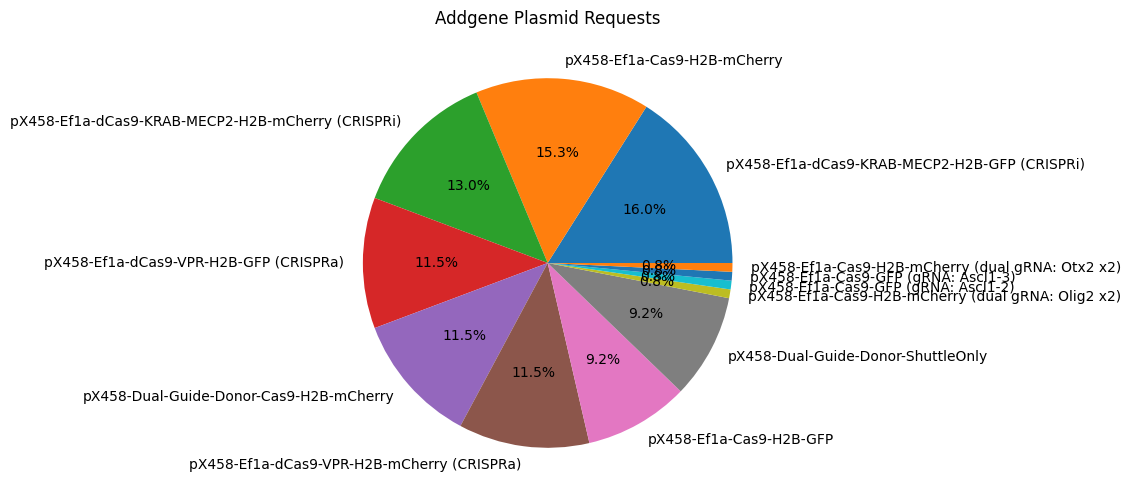 Addgene Plasmid Requests
pX458-Ef1a-Cas9-H2B-mCherry
pX458-Ef1a-dCas9-KRAB-MECP2-H2B-mCherry (CRISPRi)
15.3%
pX458-Ef1a-dCas9-KRAB-MECP2-H2B-GFP (CRISPRi)
13.0%
16.0%
pX458-Ef1a-dCas9-VPR-H2B-GFP (CRISPRa)
11.5%
0.8%
pX458-Ef1a-Cas9-H2B-mCherry (dual gRNA: Otx2 x2)
0.8%
pX458-Ef1a-Cas9-GFP (gRNA: Ascl1-3)
0.8%
pX458-Ef1a-Cas9-GFP (gRNA: Ascl1-2)
0.8%
pX458-Ef1a-Cas9-H2B-mCherry (dual gRNA: Olig2 x2)
9.2%
11.5%
pX458-Dual-Guide-Donor-ShuttleOnly
9.2%
11.5%
pX458-Dual-Guide-Donor-Cas9-H2B-mCherry
pX458-Ef1a-Cas9-H2B-GFP
pX458-Ef1a-dCas9-VPR-H2B-mCherry (CRISPRa)